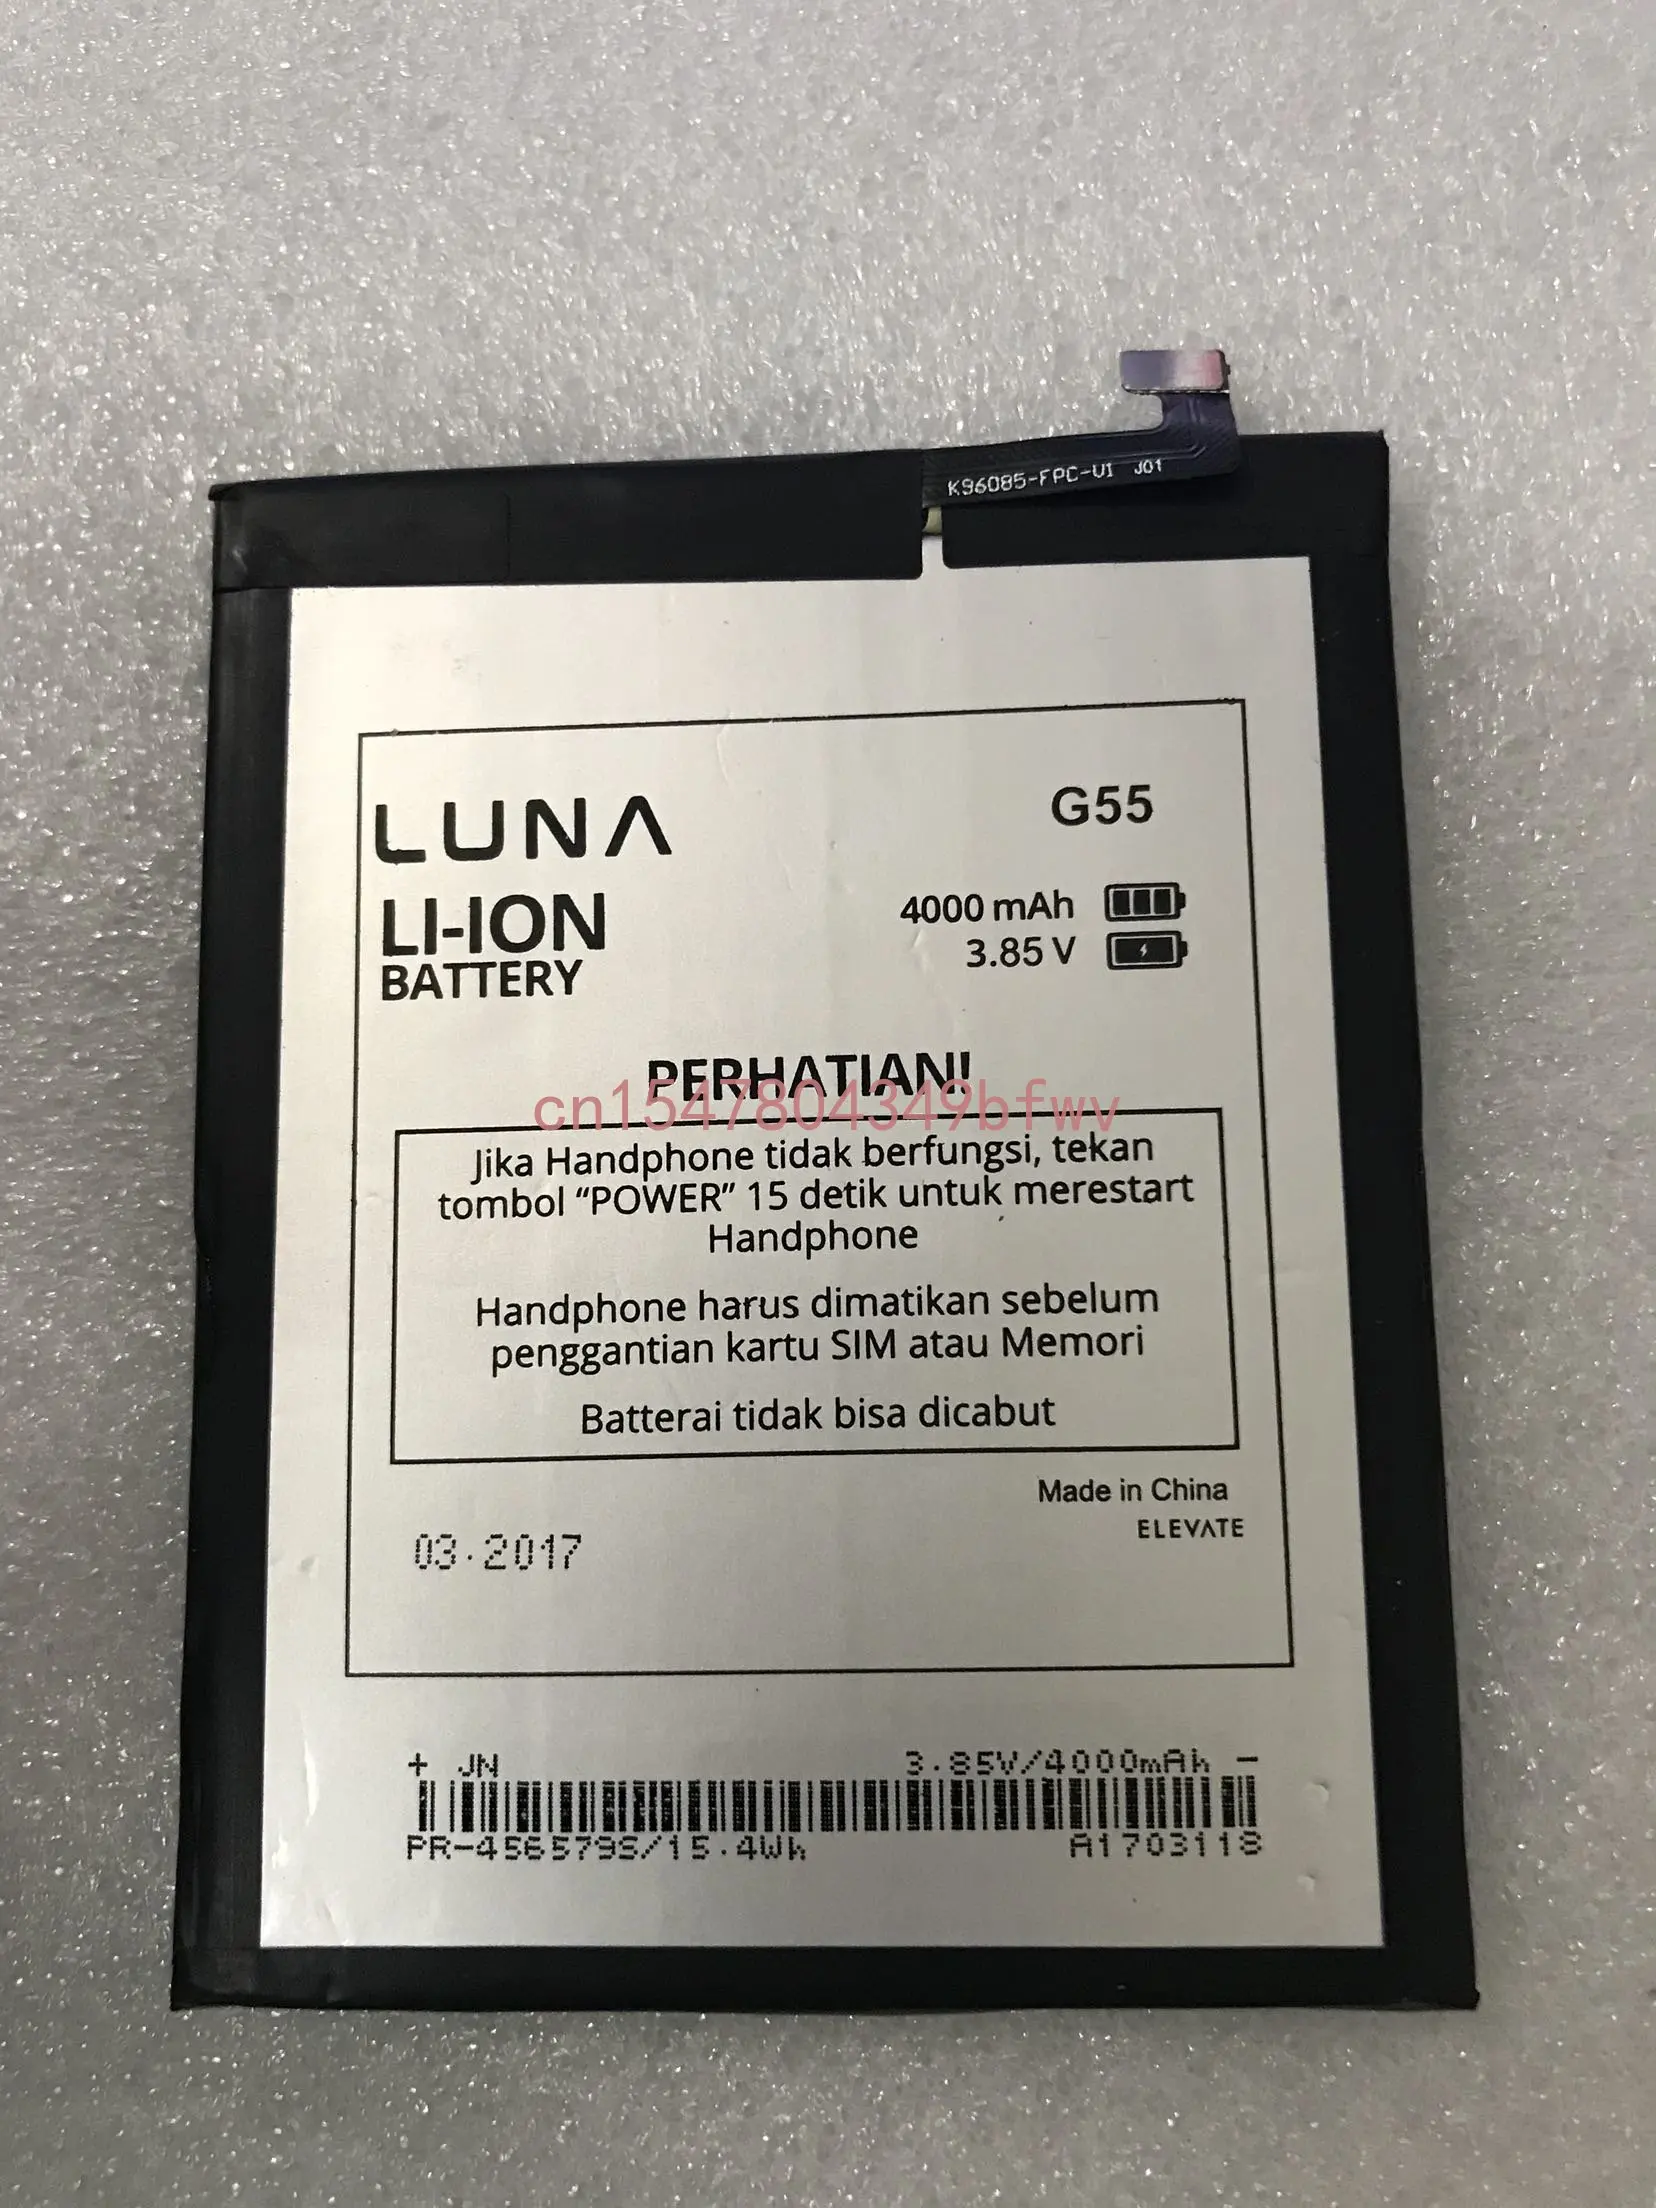 K96085-FPC-V1 J01
LUNA
G55
LI-ION
BATTERY
4000 mAh
3.85 V
PERHATIAN!
cn1547804349bfwv
Jika Handphone tidak berfungsi, tekan
tombol “POWER” 15 detik untuk merestart
Handphone
Handphone harus dimatikan sebelum
penggantian kartu SIM atau Memori
Batterai tidak bisa dicabut
Made in China
ELEVATE
03.2017
+ JN 3.85V/4000mAh -
PR-456579S/15.4Wh A1703118